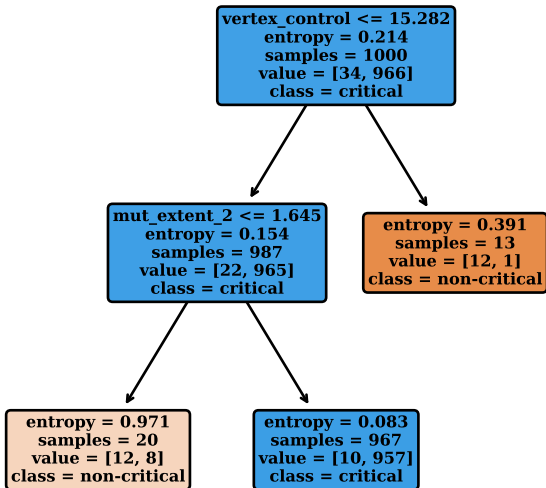 vertex_control <= 15.282
entropy = 0.214
samples = 1000
value = [34, 966]
class = critical
mut_extent_2 <= 1.645
entropy = 0.154
samples = 987
value = [22, 965]
class = critical
entropy = 0.391
samples = 13
value = [12, 1]
class = non-critical
entropy = 0.971
samples = 20
value = [12, 8]
class = non-critical
entropy = 0.083
samples = 967
value = [10, 957]
class = critical